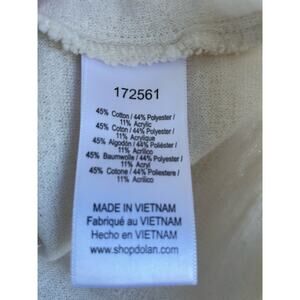 172561
45% Cotton / 44% Polyester /
11% Acrylic
45% Coton / 44% Polyester /
11% Acrylique
45% Algodón / 44% Poliéster /
11% Acrílico
45% Baumwolle / 44% Polyester /
11% Acryl
45% Cotone / 44% Poliestere /
11% Acrilico
MADE IN VIETNAM
Fabriqué au VIETNAM
Hecho en VIETNAM
www.shopdolan.com